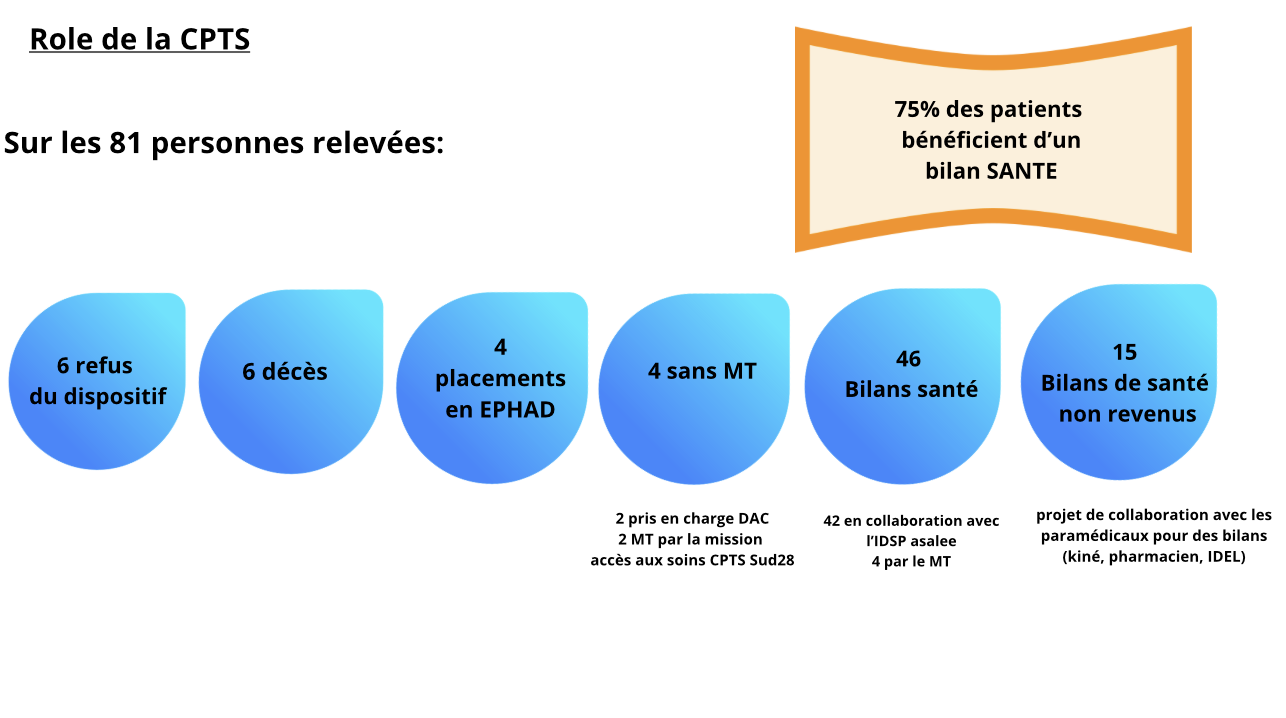 Role de la CPTS
Sur les 81 personnes relevées:
75% des patients
bénéficient d’un
bilan SANTE
6 refus
du dispositif
6 décès
4
placements
en EPHAD
4 sans MT
2 pris en charge DAC
2 MT par la mission
accès aux soins CPTS Sud28
46
Bilans santé
42 en collaboration avec
l’IDSP asalee
4 par le MT
15
Bilans de santé
non revenus
projet de collaboration avec les
paramédicaux pour des bilans
(kiné, pharmacien, IDEL)